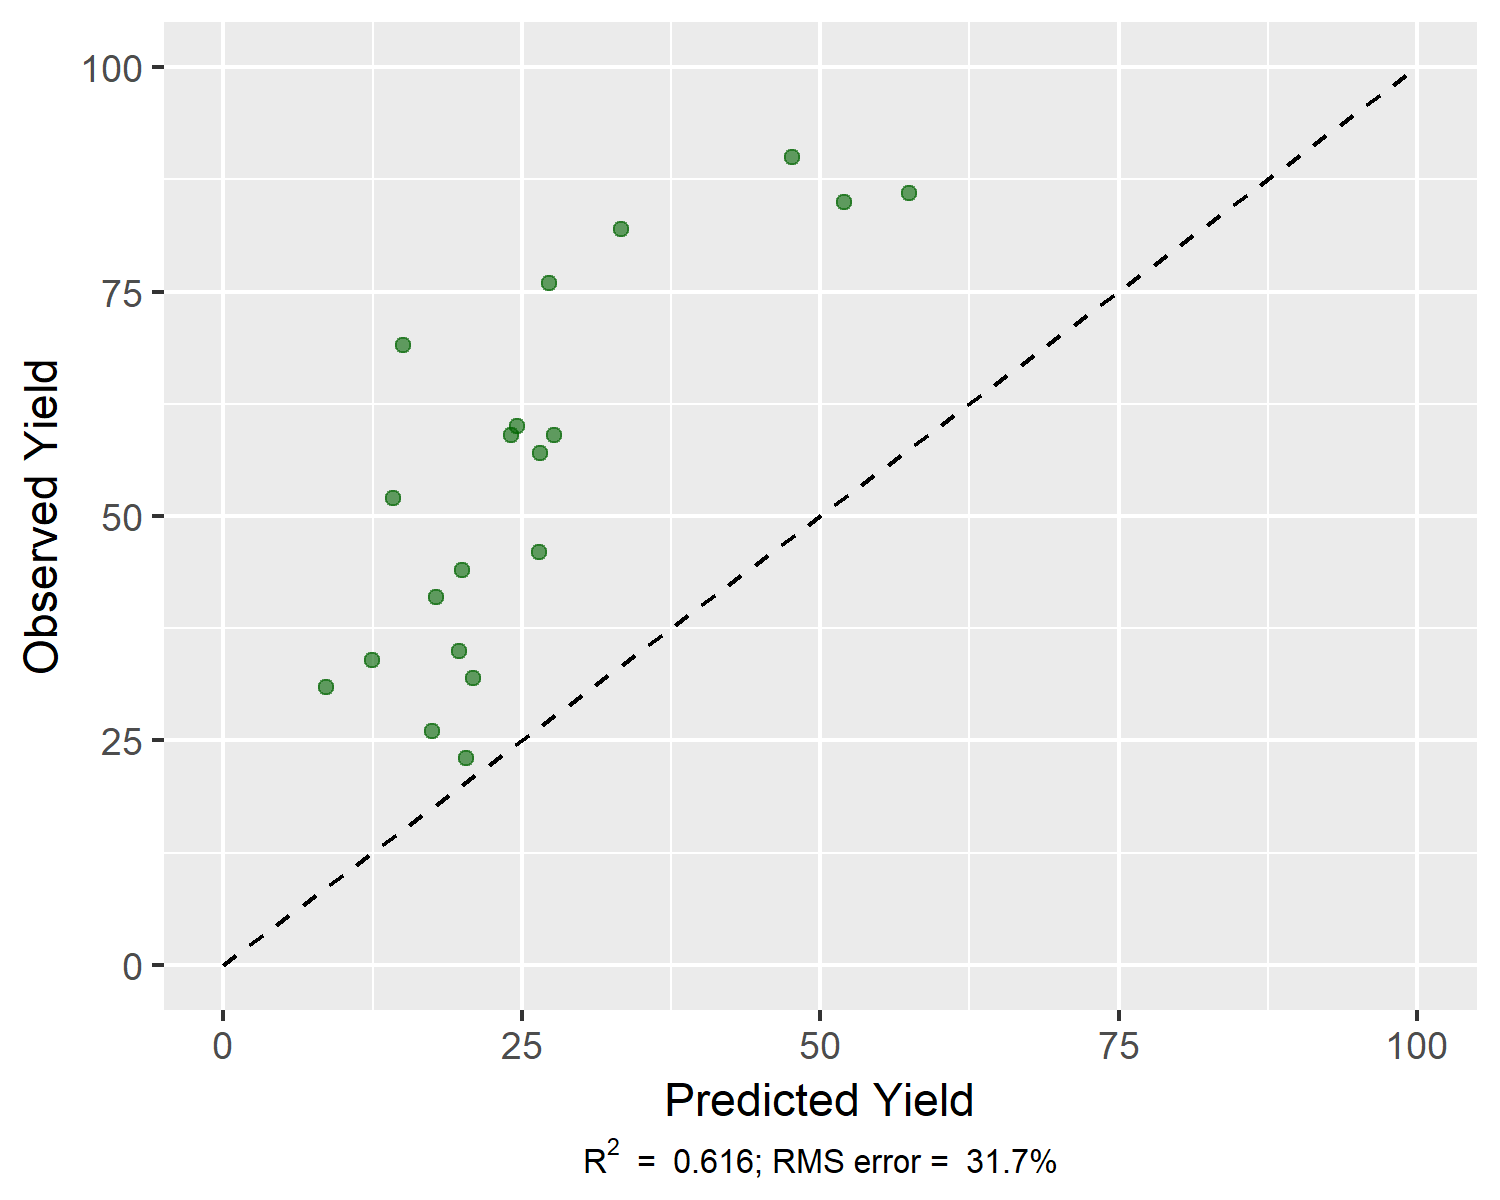 100
75
50
25
0
Observed Yield
0 25 50 75 100
Predicted Yield
R² = 0.616; RMS error = 31.7%